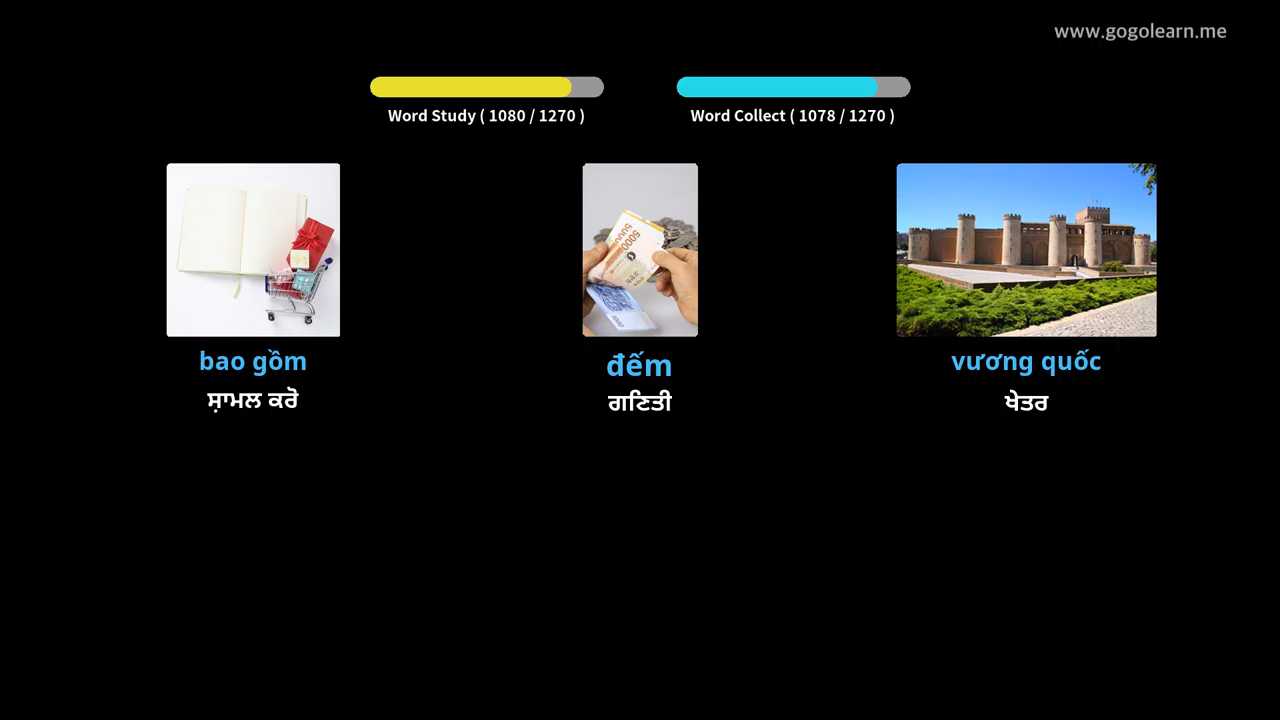 www.gogolearn.me
Word Study ( 1080 / 1270 )
Word Collect ( 1078 / 1270 )
5000
bao gồm
đếm
vương quốc
ਸ਼ਾਮਲ ਕਰੋ
ਗਣਿਤੀ
ਖੇਤਰ